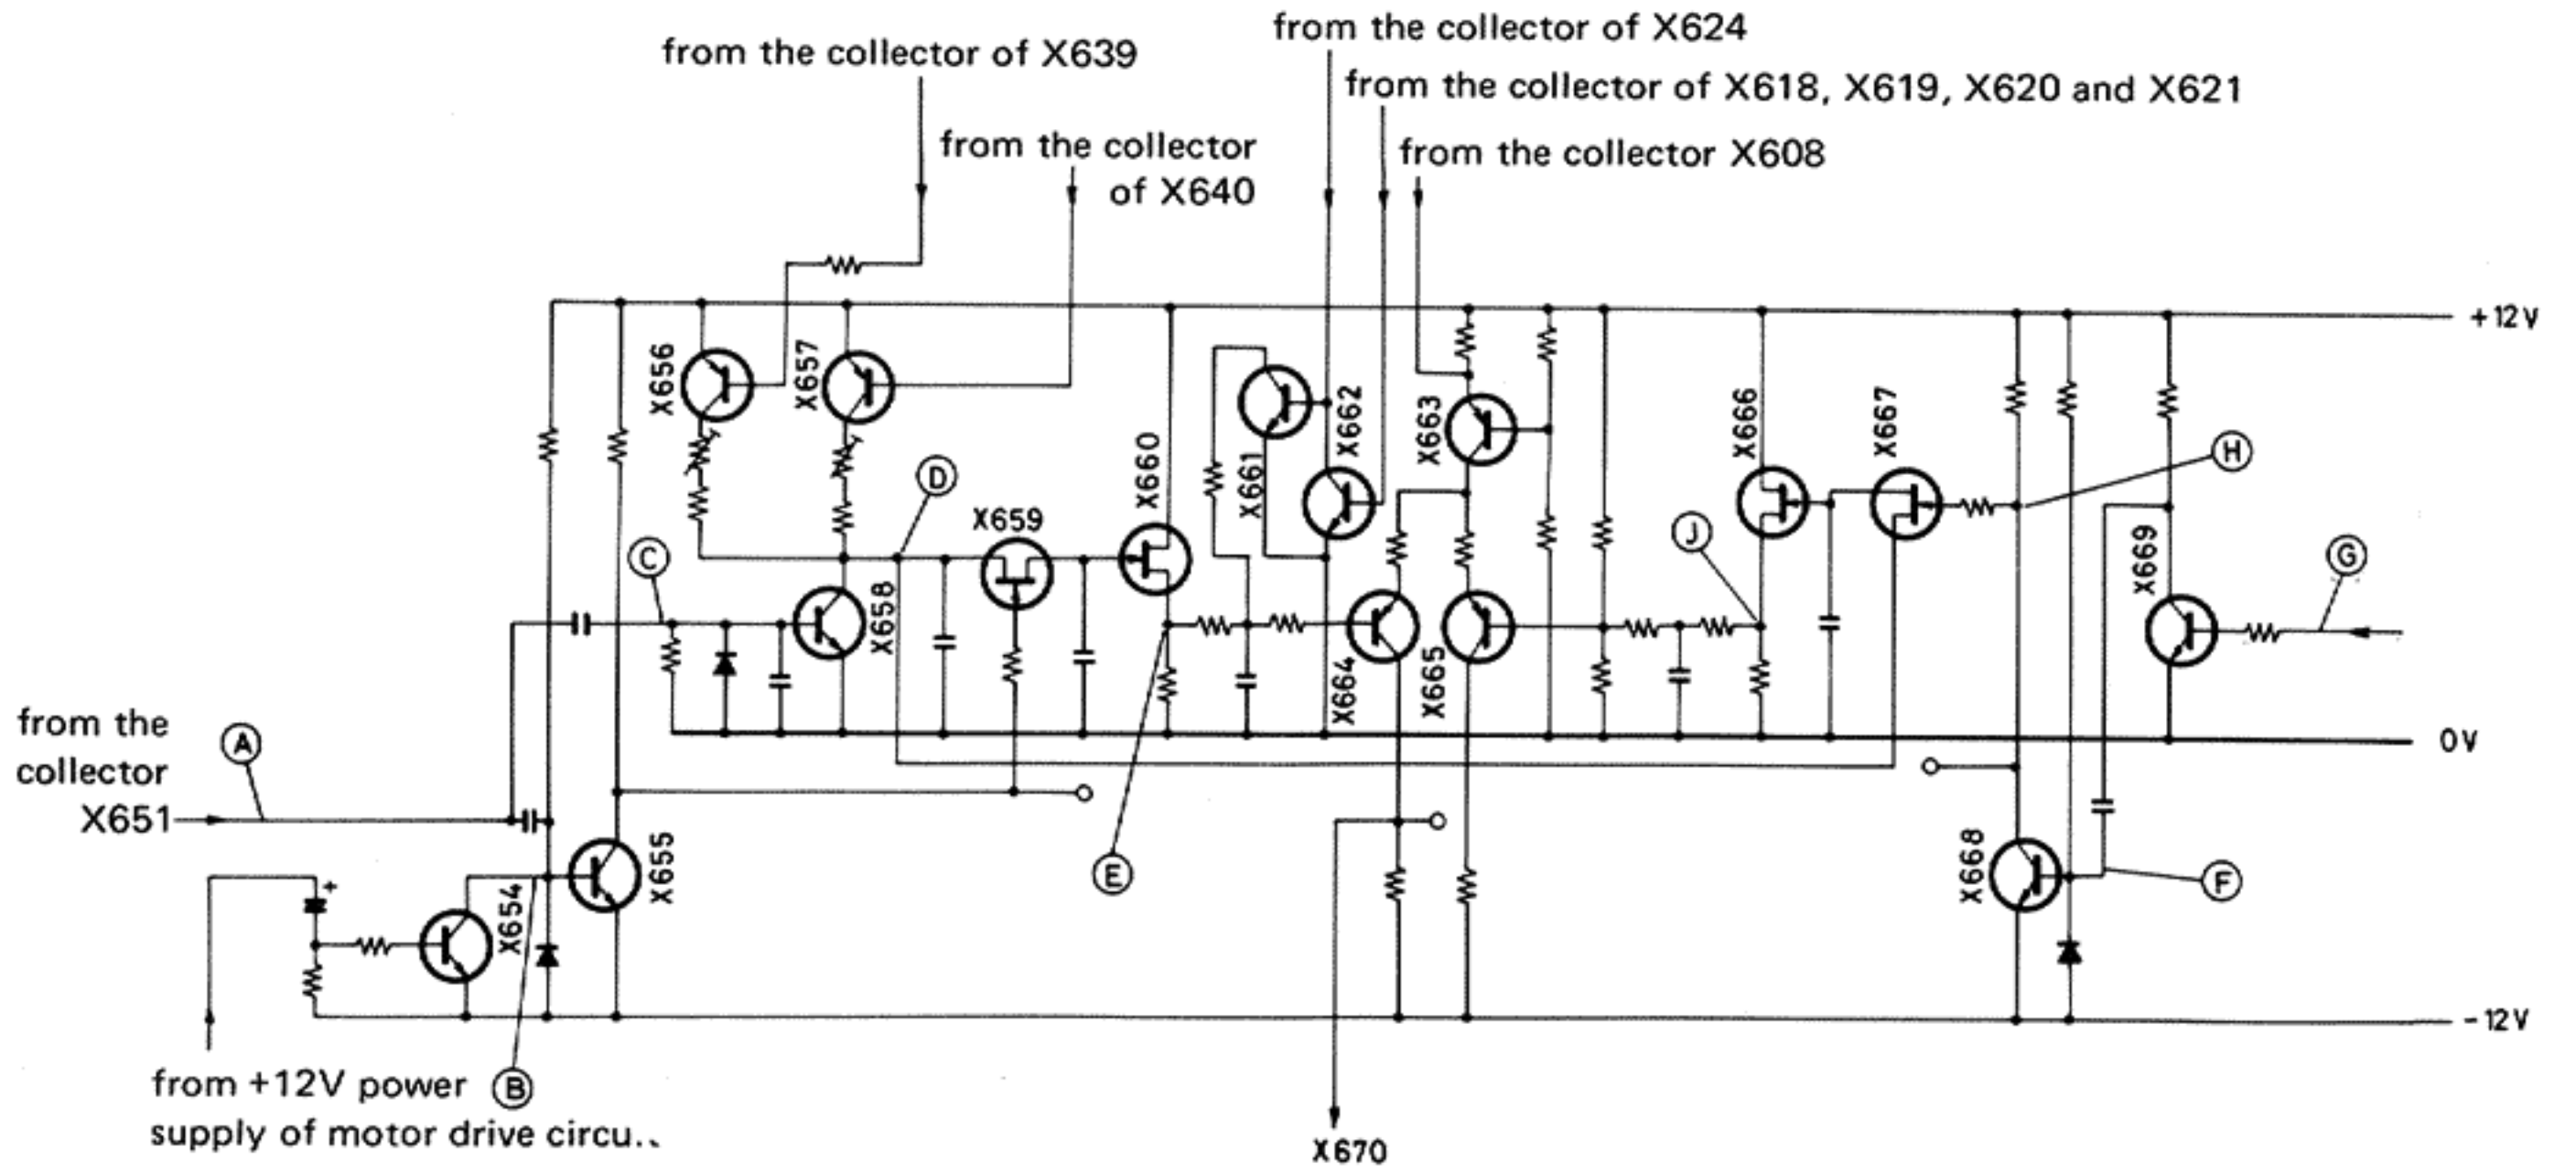 from the collector of X624
from the collector of X639
from the collector of X618, X619, X620 and X621
from the collector
of X640
from the collector X608
+12V
X656
X657
X662
X663
X666
X667
H
X660
D
X661
X659
J
C
X669
G
X658
X664
X665
from the
collector
X651
A
0V
X655
E
X668
F
+
X654
-12V
from +12V power
B
supply of motor drive circu..
X670